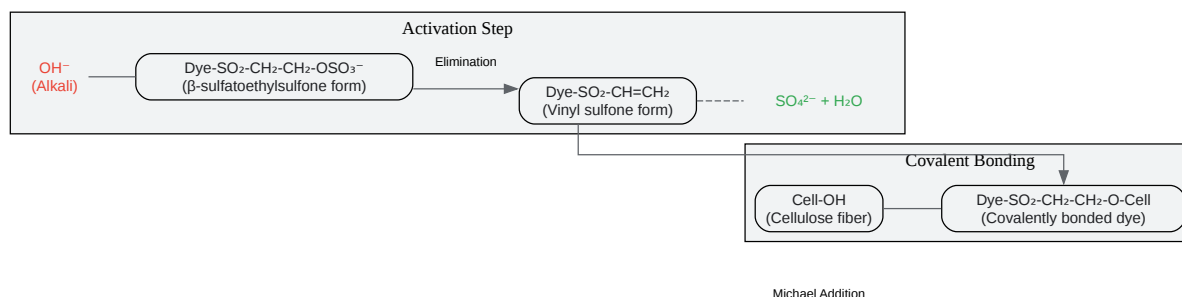 Activation Step
OH⁻
(Alkali)
Dye-SO₂-CH₂-CH₂-OSO₃⁻
(β-sulfatoethylsulfone form)
Elimination
Dye-SO₂-CH=CH₂
(Vinyl sulfone form)
SO₄²⁻ + H₂O
Covalent Bonding
Cell-OH
(Cellulose fiber)
Dye-SO₂-CH₂-CH₂-O-Cell
(Covalently bonded dye)
Michael Addition